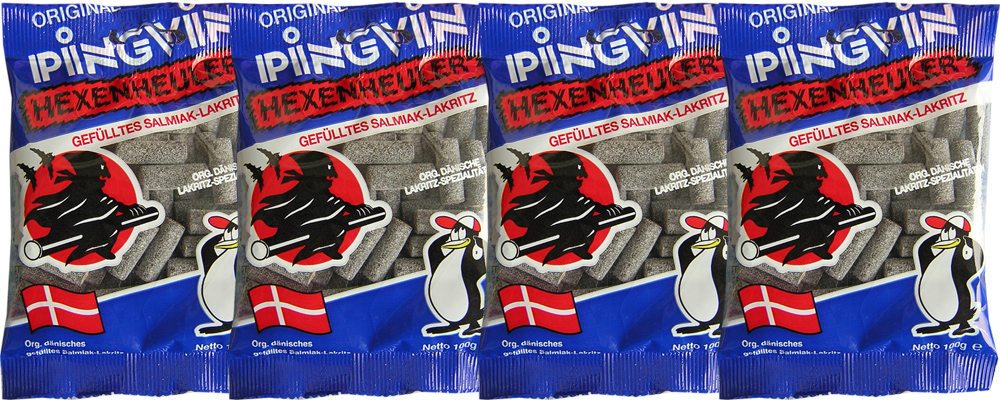 ORIGINAL
PINGVIN
HEXENHEULER
GEFÜLLTES SALMIAK-LAKRITZ
ORG. DÄNISCHE
LAKRITZ-SPEZIALITÄT
Org. dänisches
gefülltes Salmiak-Lakritz
Netto 100g
ORIGINAL
PINGVIN
HEXENHEULER
GEFÜLLTES SALMIAK-LAKRITZ
ORG. DÄNISCHE
LAKRITZ-SPEZIALITÄT
Org. dänisches
gefülltes Salmiak-Lakritz
Netto 100g
ORIGINAL
PINGVIN
HEXENHEULER
GEFÜLLTES SALMIAK-LAKRITZ
ORG. DÄNISCHE
LAKRITZ-SPEZIALITÄT
Org. dänisches
gefülltes Salmiak-Lakritz
Netto 100g
ORIGINAL
PINGVIN
HEXENHEULER
GEFÜLLTES SALMIAK-LAKRITZ
ORG. DÄNISCHE
LAKRITZ-SPEZIALITÄT
Org. dänisches
gefülltes Salmiak-Lakritz
Netto 100g ℮